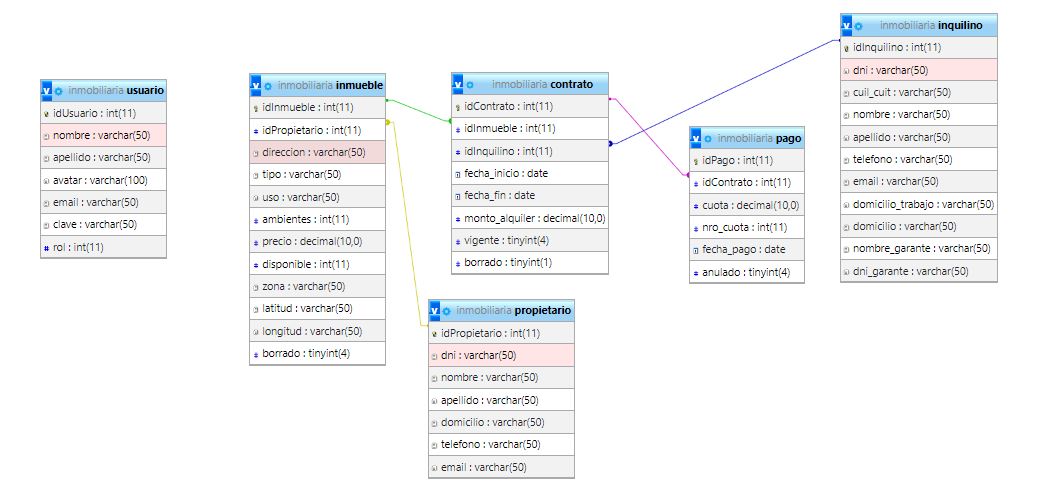 inmobiliaria usuario
idUsuario : int(11)
nombre : varchar(50)
apellido : varchar(50)
avatar : varchar(100)
email : varchar(50)
clave : varchar(50)
rol : int(11)
inmobiliaria inmueble
idInmueble : int(11)
idPropietario : int(11)
direccion : varchar(50)
tipo : varchar(50)
uso : varchar(50)
ambientes : int(11)
precio : decimal(10,0)
disponible : int(11)
zona : varchar(50)
latitud : varchar(50)
longitud : varchar(50)
borrado : tinyint(4)
inmobiliaria contrato
idContrato : int(11)
idInmueble : int(11)
idInquilino : int(11)
fecha_inicio : date
fecha_fin : date
monto_alquiler : decimal(10,0)
vigente : tinyint(4)
borrado : tinyint(1)
inmobiliaria propietario
idPropietario : int(11)
dni : varchar(50)
nombre : varchar(50)
apellido : varchar(50)
domicilio : varchar(50)
telefono : varchar(50)
email : varchar(50)
inmobiliaria pago
idPago : int(11)
idContrato : int(11)
cuota : decimal(10,0)
nro_cuota : int(11)
fecha_pago : date
anulado : tinyint(4)
inmobiliaria inquilino
idInquilino : int(11)
dni : varchar(50)
cuil_cuit : varchar(50)
nombre : varchar(50)
apellido : varchar(50)
telefono : varchar(50)
email : varchar(50)
domicilio_trabajo : varchar(50)
domicilio : varchar(50)
nombre_garante : varchar(50)
dni_garante : varchar(50)